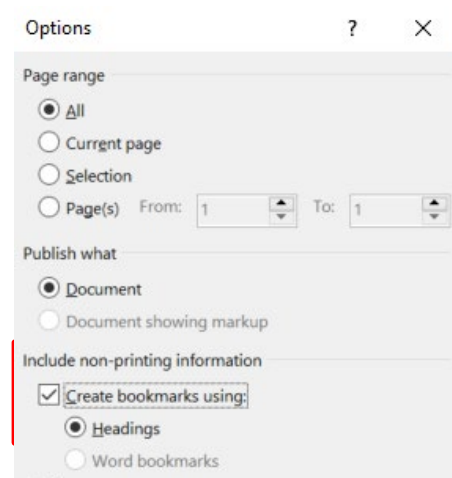 Options ?
Page range
All
Current page
Selection
Page(s) From: 1 To: 1
Publish what
Document
Document showing markup
Include non-printing information
Create bookmarks using:
Headings
Word bookmarks